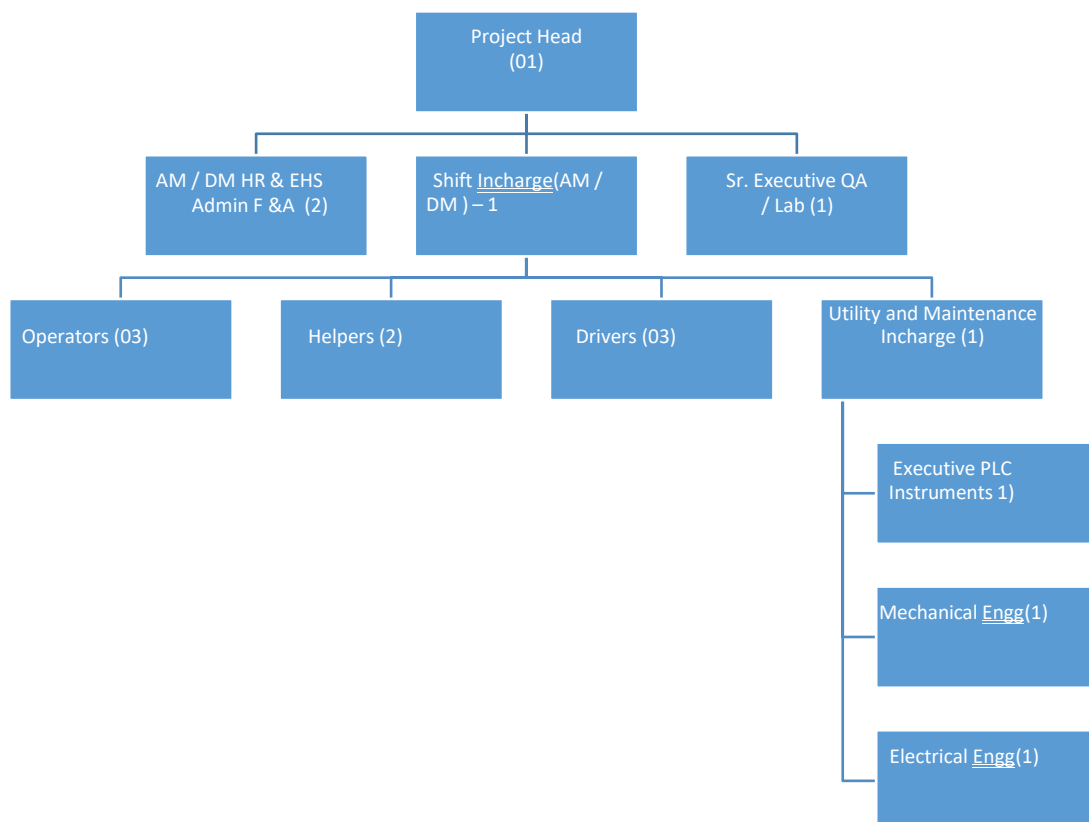 Project Head
(01)
AM / DM HR & EHS
Admin F &A (2)
Shift Incharge(AM /
DM ) – 1
Sr. Executive QA
/ Lab (1)
Operators (03)
Helpers (2)
Drivers (03)
Utility and Maintenance
Incharge (1)
Executive PLC
Instruments 1)
Mechanical Engg(1)
Electrical Engg(1)